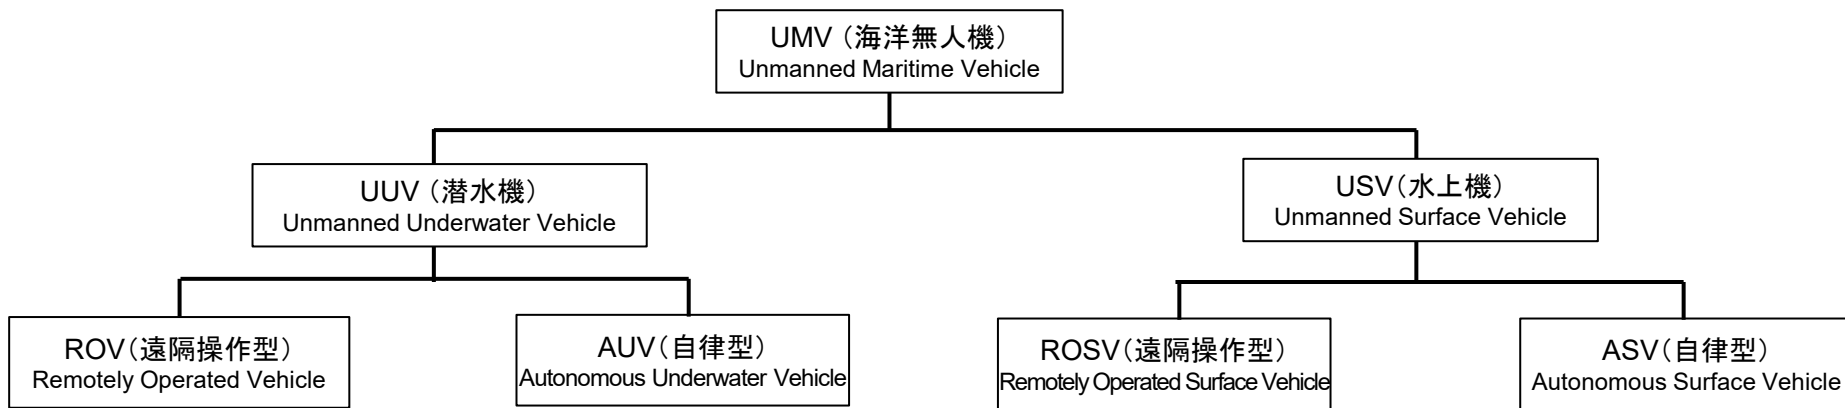 UMV（海洋無人機）
Unmanned Maritime Vehicle
UUV（潜水機）
Unmanned Underwater Vehicle
USV（水上機）
Unmanned Surface Vehicle
ROV（遠隔操作型）
Remotely Operated Vehicle
AUV（自律型）
Autonomous Underwater Vehicle
ROSV（遠隔操作型）
Remotely Operated Surface Vehicle
ASV（自律型）
Autonomous Surface Vehicle